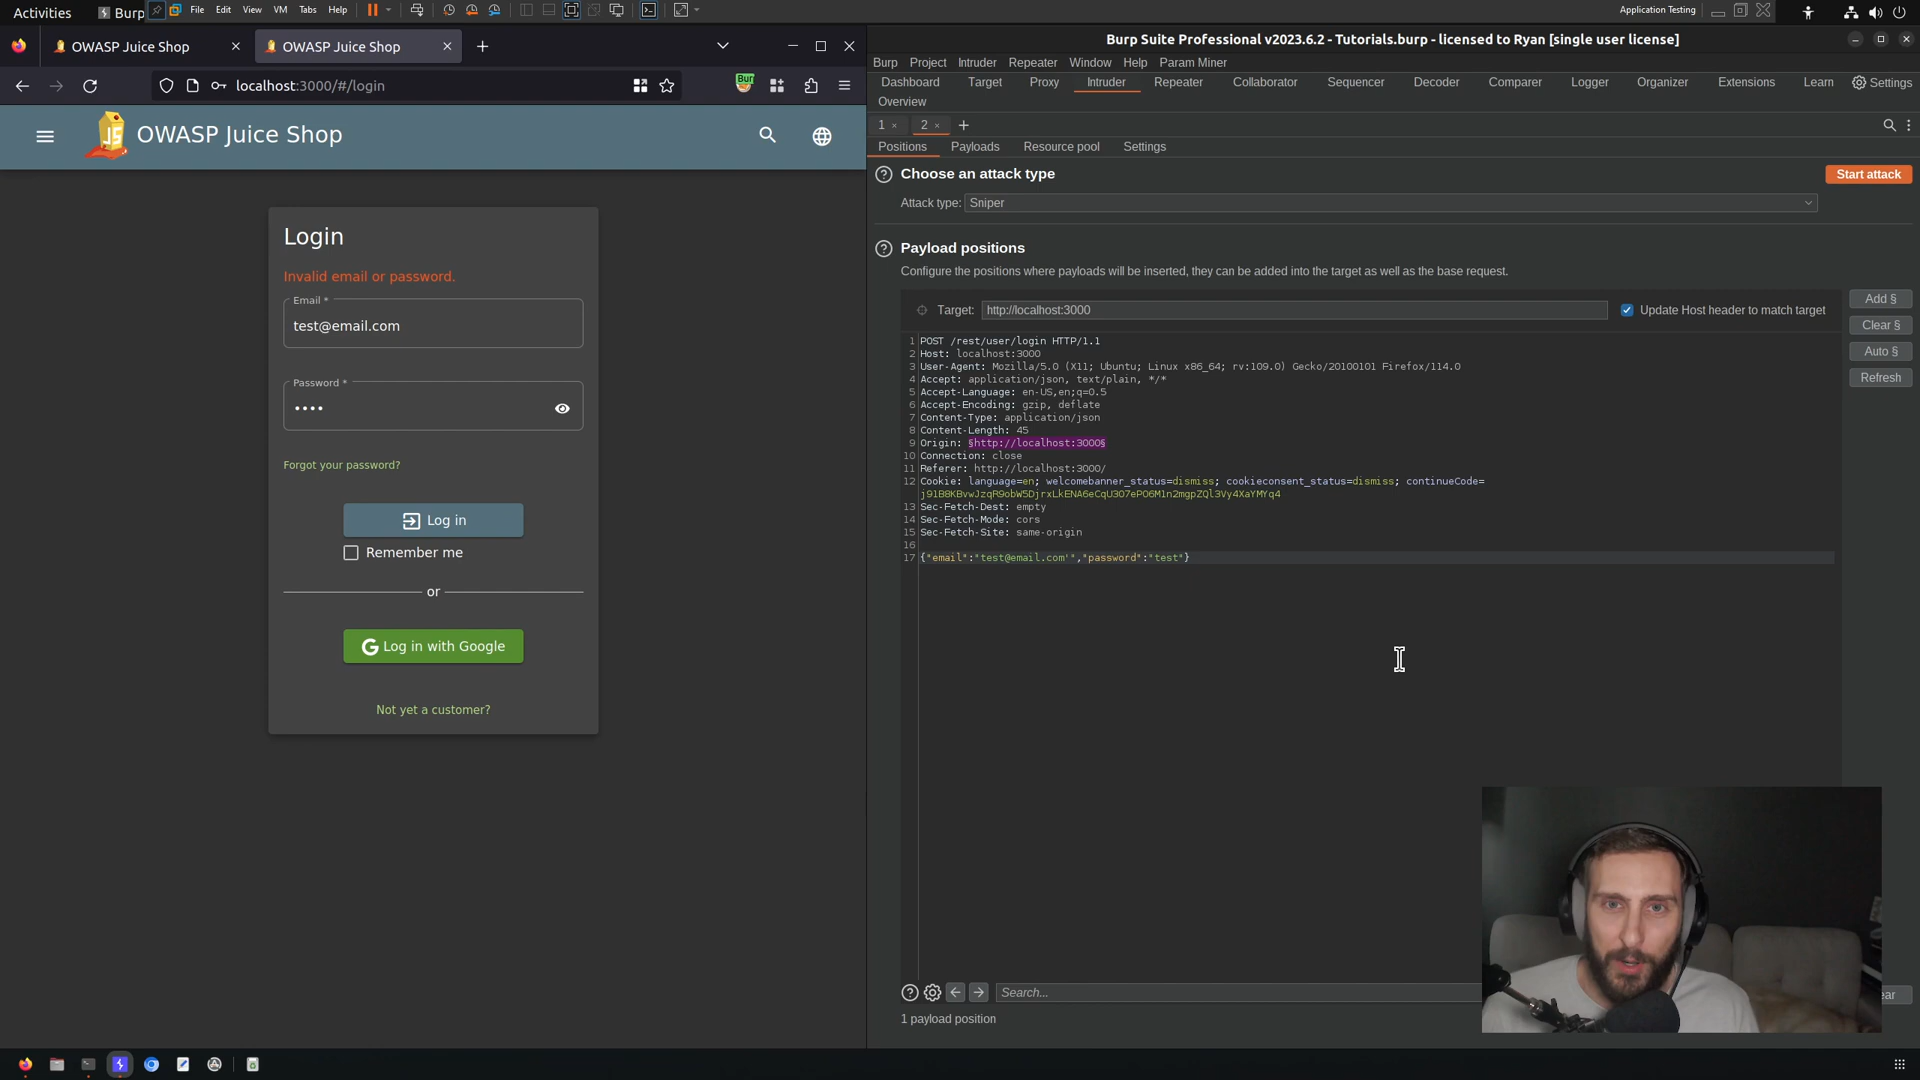 Activities
Burp
File Edit View VM Tabs Help
Application Testing
OWASP Juice Shop
OWASP Juice Shop
localhost:3000/#/login
OWASP Juice Shop
Login
Invalid email or password.
Email *
test@email.com
Password *
••••
Forgot your password?
Log in
Remember me
or
G Log in with Google
Not yet a customer?
Burp Suite Professional v2023.6.2 - Tutorials.burp - licensed to Ryan [single user license]
Burp Project Intruder Repeater Window Help Param Miner
Dashboard Target Proxy Intruder Repeater Collaborator Sequencer Decoder Comparer Logger Organizer Extensions Learn Settings
Overview
1 × 2 × +
Positions Payloads Resource pool Settings
Choose an attack type
Start attack
Attack type: Sniper
Payload positions
Configure the positions where payloads will be inserted, they can be added into the target as well as the base request.
Target: http://localhost:3000
Update Host header to match target
Add §
Clear §
Auto §
Refresh
1 POST /rest/user/login HTTP/1.1
2 Host: localhost:3000
3 User-Agent: Mozilla/5.0 (X11; Ubuntu; Linux x86_64; rv:109.0) Gecko/20100101 Firefox/114.0
4 Accept: application/json, text/plain, */*
5 Accept-Language: en-US,en;q=0.5
6 Accept-Encoding: gzip, deflate
7 Content-Type: application/json
8 Content-Length: 45
9 Origin: §http://localhost:3000§
10 Connection: close
11 Referer: http://localhost:3000/
12 Cookie: language=en; welcomebanner_status=dismiss; cookieconsent_status=dismiss; continueCode=
13 Sec-Fetch-Dest: empty
14 Sec-Fetch-Mode: cors
15 Sec-Fetch-Site: same-origin
16
17 {"email":"test@email.com'","password":"test"}
Search...
1 payload position